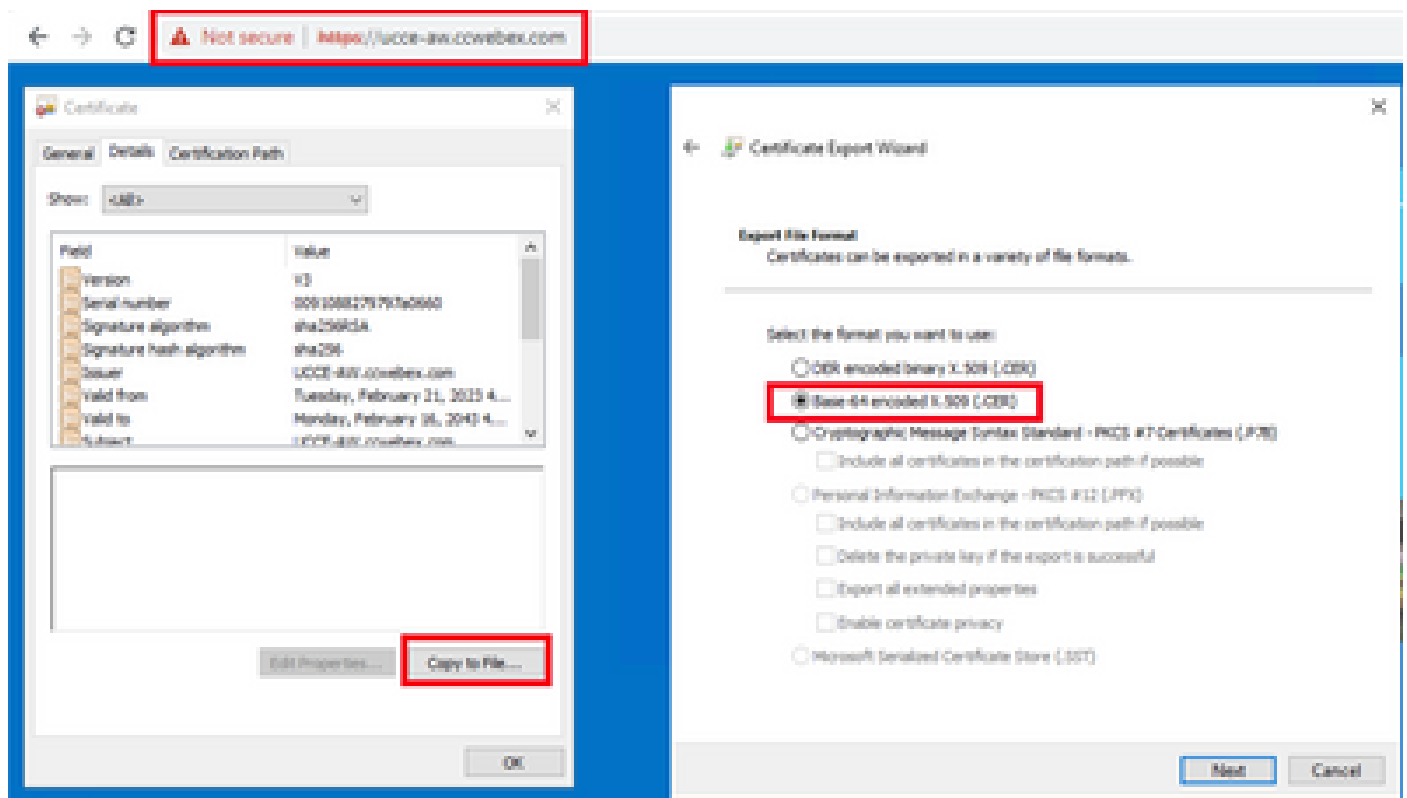 Not secure | https://ucce-aw.ccwebex.com
Certificate
General Details Certification Path
Show: <All>
Field Value
Version V3
Serial number
Signature algorithm sha256RSA
Signature hash algorithm sha256
Issuer UCCE-AW.ccwebex.com
Valid from Tuesday, February 21, 2023 4...
Valid to Monday, February 16, 2043 4...
Subject UCCE-AW.ccwebex.com
Edit Properties... Copy to File...
OK
Certificate Export Wizard
Export File Format
Certificates can be exported in a variety of file formats.
Select the format you want to use:
DER encoded binary X.509 (.CER)
Base-64 encoded X.509 (.CER)
Cryptographic Message Syntax Standard - PKCS #7 Certificates (.P7B)
Include all certificates in the certification path if possible
Personal Information Exchange - PKCS #12 (.PFX)
Include all certificates in the certification path if possible
Delete the private key if the export is successful
Export all extended properties
Enable certificate privacy
Microsoft Serialized Certificate Store (.SST)
Next Cancel